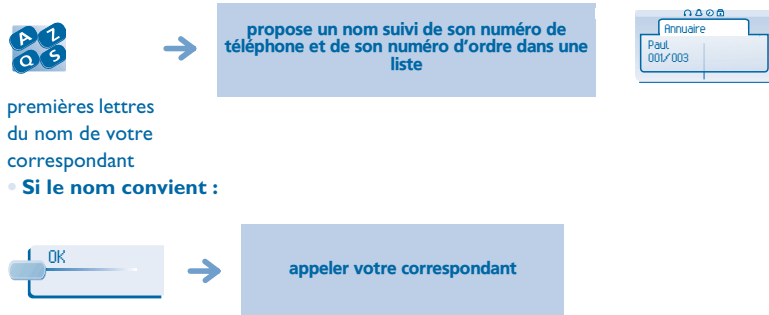 A Z
Q S
propose un nom suivi de son numéro de
téléphone et de son numéro d'ordre dans une
liste
Annuaire
Paul
001/003
premières lettres
du nom de votre
correspondant
• Si le nom convient :
OK
appeler votre correspondant